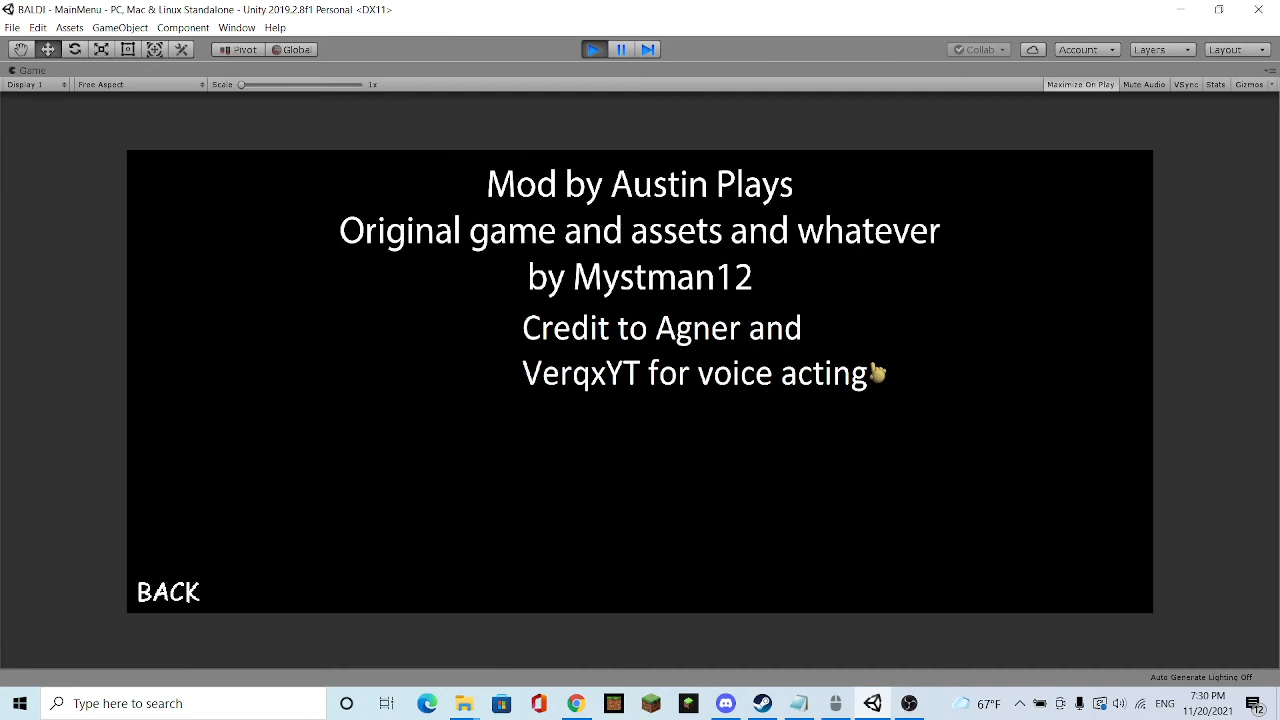 BALDI - MainMenu - PC, Mac & Linux Standalone - Unity 2019.2.8f1 Personal <DX11>
File Edit Assets GameObject Component Window Help
Pivot Global Collab Account Layers Layout
Game
Display 1 Free Aspect Scale 1x Maximize On Play Mute Audio VSync Stats Gizmos
Mod by Austin Plays
Original game and assets and whatever
by Mystman12
Credit to Agner and
VerqxYT for voice acting
BACK
Auto Generate Lighting Off
Type here to search
67°F
ENG
7:30 PM
11/20/2021
12